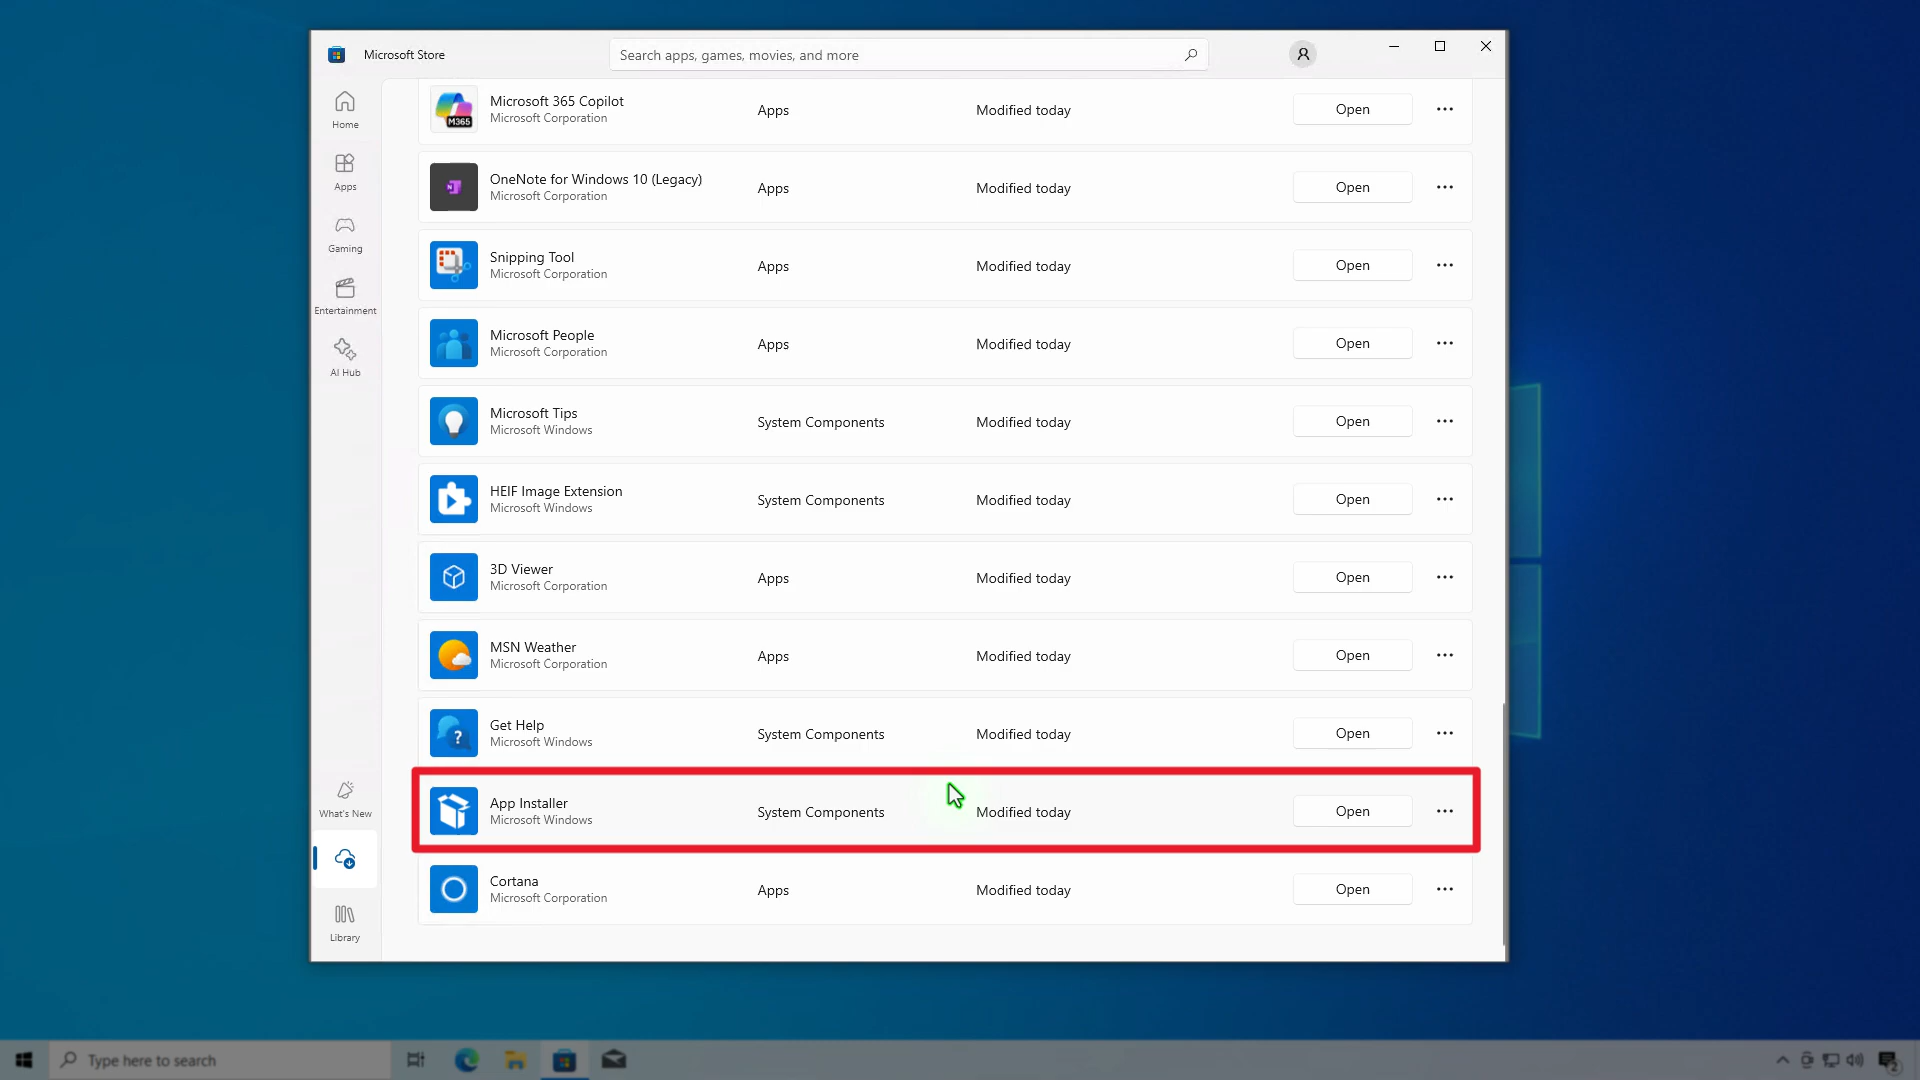 Microsoft Store
Search apps, games, movies, and more
Home
Apps
Gaming
Entertainment
AI Hub
What's New
Library
M365
Microsoft 365 Copilot
Microsoft Corporation
Apps
Modified today
Open
OneNote for Windows 10 (Legacy)
Microsoft Corporation
Apps
Modified today
Open
Snipping Tool
Microsoft Corporation
Apps
Modified today
Open
Microsoft People
Microsoft Corporation
Apps
Modified today
Open
Microsoft Tips
Microsoft Windows
System Components
Modified today
Open
HEIF Image Extension
Microsoft Windows
System Components
Modified today
Open
3D Viewer
Microsoft Corporation
Apps
Modified today
Open
MSN Weather
Microsoft Corporation
Apps
Modified today
Open
Get Help
Microsoft Windows
System Components
Modified today
Open
App Installer
Microsoft Windows
System Components
Modified today
Open
Cortana
Microsoft Corporation
Apps
Modified today
Open
Type here to search
2